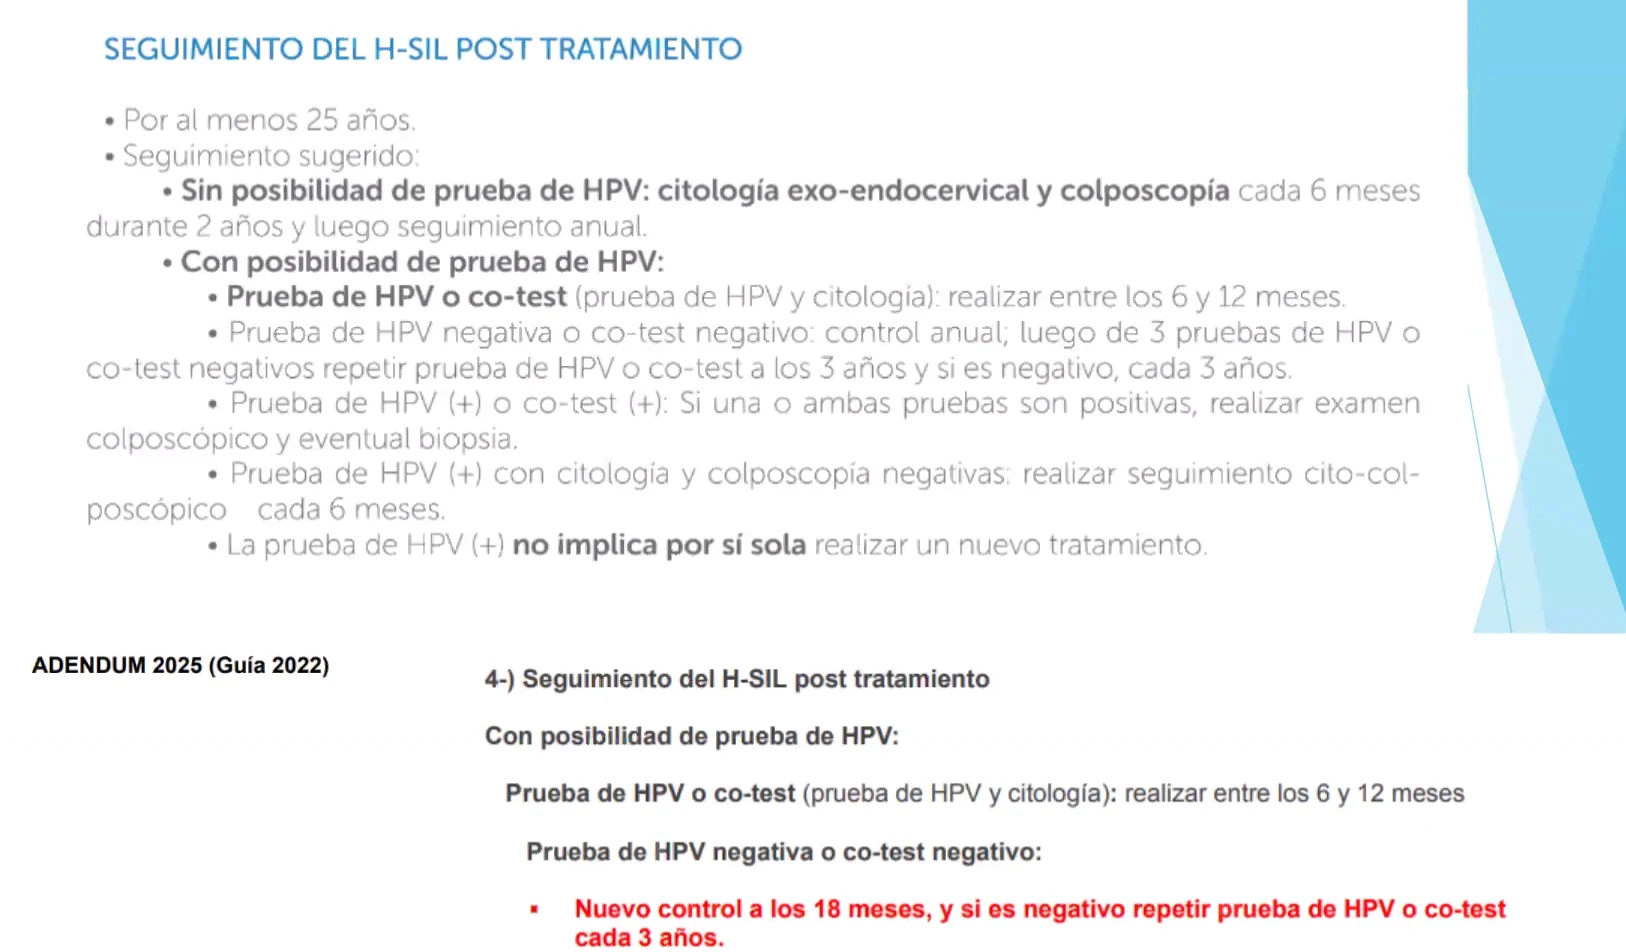 SEGUIMIENTO DEL H-SIL POST TRATAMIENTO
• Por al menos 25 años.
• Seguimiento sugerido:
• Sin posibilidad de prueba de HPV: citología exo-endocervical y colposcopía cada 6 meses
durante 2 años y luego seguimiento anual.
• Con posibilidad de prueba de HPV:
• Prueba de HPV o co-test (prueba de HPV y citología): realizar entre los 6 y 12 meses.
• Prueba de HPV negativa o co-test negativo: control anual; luego de 3 pruebas de HPV o
co-test negativos repetir prueba de HPV o co-test a los 3 años y si es negativo, cada 3 años.
• Prueba de HPV (+) o co-test (+): Si una o ambas pruebas son positivas, realizar examen
colposcópico y eventual biopsia.
• Prueba de HPV (+) con citología y colposcopía negativas: realizar seguimiento cito-col-
poscópico cada 6 meses.
• La prueba de HPV (+) no implica por sí sola realizar un nuevo tratamiento.
ADENDUM 2025 (Guía 2022)
4-) Seguimiento del H-SIL post tratamiento
Con posibilidad de prueba de HPV:
Prueba de HPV o co-test (prueba de HPV y citología): realizar entre los 6 y 12 meses
Prueba de HPV negativa o co-test negativo:
▪ Nuevo control a los 18 meses, y si es negativo repetir prueba de HPV o co-test
cada 3 años.